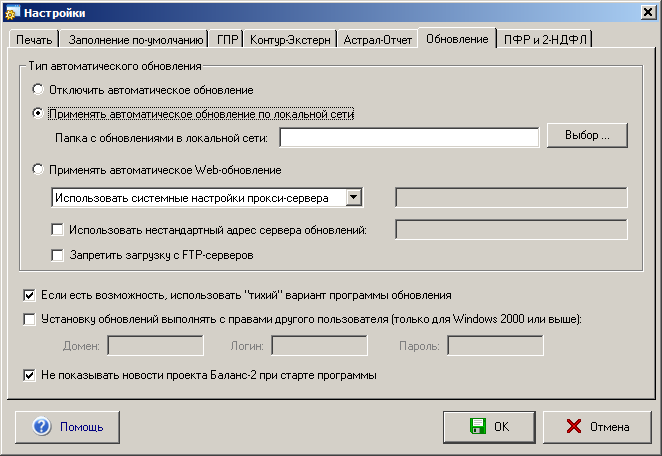 Настройки
Печать Заполнение по-умолчанию ГПР Контур-Экстерн Астрал-Отчет Обновление ПФР и 2-НДФЛ
Тип автоматического обновления
Отключить автоматическое обновление
Применять автоматическое обновление по локальной сети
Папка с обновлениями в локальной сети: Выбор ...
Применять автоматическое Web-обновление
Использовать системные настройки прокси-сервера
Использовать нестандартный адрес сервера обновлений:
Запретить загрузку с FTP-серверов
Если есть возможность, использовать "тихий" вариант программы обновления
Установку обновлений выполнять с правами другого пользователя (только для Windows 2000 или выше):
Домен: Логин: Пароль:
Не показывать новости проекта Баланс-2 при старте программы
Помощь OK Отмена